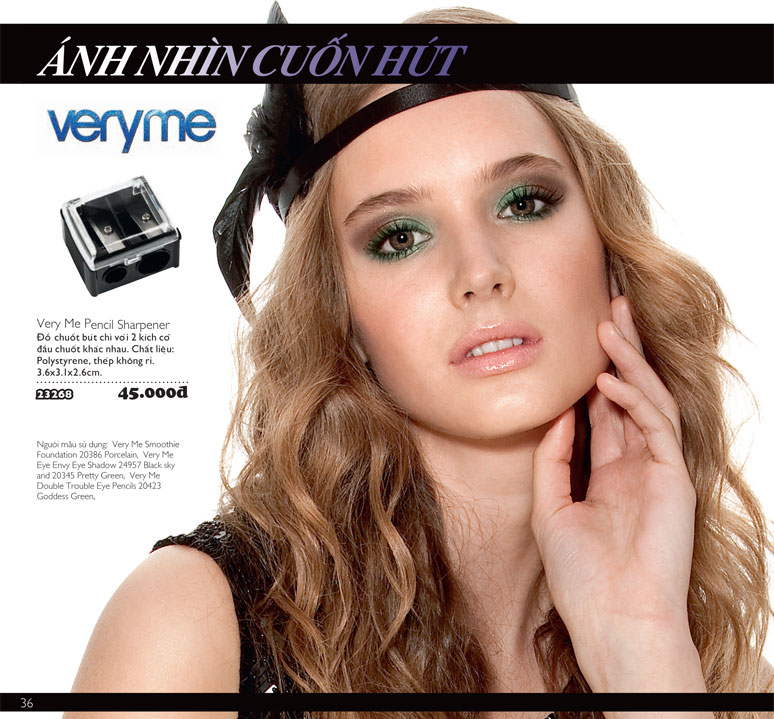 ÁNH NHÌN CUỐN HÚT
veryme
Very Me Pencil Sharpener
Đồ chuốt bút chì với 2 kích cỡ
đầu chuốt khác nhau. Chất liệu:
Polystyrene, thép không rỉ.
3.6x3.1x2.6cm.
23268 45.000đ
Người mẫu sử dụng: Very Me Smoothie
Foundation 20386 Porcelain, Very Me
Eye Envy Eye Shadow 24957 Black sky
and 20345 Pretty Green, Very Me
Double Trouble Eye Pencils 20423
Goddess Green,
36